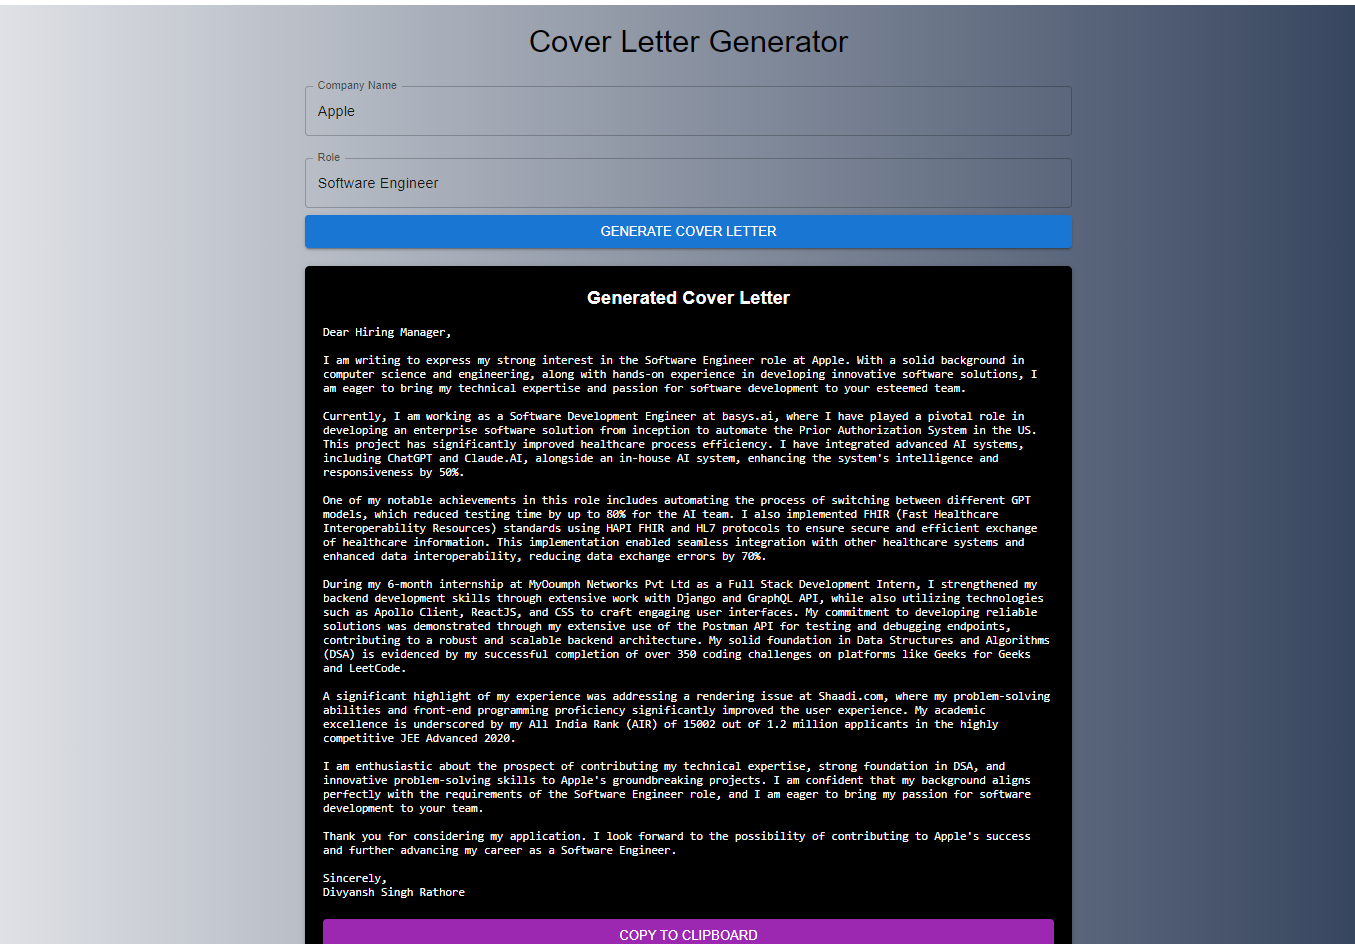 Cover Letter Generator
Company Name
Apple
Role
Software Engineer
GENERATE COVER LETTER
Generated Cover Letter
Dear Hiring Manager,
I am writing to express my strong interest in the Software Engineer role at Apple. With a solid background in
computer science and engineering, along with hands-on experience in developing innovative software solutions, I
am eager to bring my technical expertise and passion for software development to your esteemed team.
Currently, I am working as a Software Development Engineer at basys.ai, where I have played a pivotal role in
developing an enterprise software solution from inception to automate the Prior Authorization System in the US.
This project has significantly improved healthcare process efficiency. I have integrated advanced AI systems,
including ChatGPT and Claude.AI, alongside an in-house AI system, enhancing the system's intelligence and
responsiveness by 50%.
One of my notable achievements in this role includes automating the process of switching between different GPT
models, which reduced testing time by up to 80% for the AI team. I also implemented FHIR (Fast Healthcare
Interoperability Resources) standards using HAPI FHIR and HL7 protocols to ensure secure and efficient exchange
of healthcare information. This implementation enabled seamless integration with other healthcare systems and
enhanced data interoperability, reducing data exchange errors by 70%.
During my 6-month internship at MyOoumph Networks Pvt Ltd as a Full Stack Development Intern, I strengthened my
backend development skills through extensive work with Django and GraphQL API, while also utilizing technologies
such as Apollo Client, ReactJS, and CSS to craft engaging user interfaces. My commitment to developing reliable
solutions was demonstrated through my extensive use of the Postman API for testing and debugging endpoints,
contributing to a robust and scalable backend architecture. My solid foundation in Data Structures and Algorithms
(DSA) is evidenced by my successful completion of over 350 coding challenges on platforms like Geeks for Geeks
and LeetCode.
A significant highlight of my experience was addressing a rendering issue at Shaadi.com, where my problem-solving
abilities and front-end programming proficiency significantly improved the user experience. My academic
excellence is underscored by my All India Rank (AIR) of 15002 out of 1.2 million applicants in the highly
competitive JEE Advanced 2020.
I am enthusiastic about the prospect of contributing my technical expertise, strong foundation in DSA, and
innovative problem-solving skills to Apple's groundbreaking projects. I am confident that my background aligns
perfectly with the requirements of the Software Engineer role, and I am eager to bring my passion for software
development to your team.
Thank you for considering my application. I look forward to the possibility of contributing to Apple's success
and further advancing my career as a Software Engineer.
Sincerely,
Divyansh Singh Rathore
COPY TO CLIPBOARD